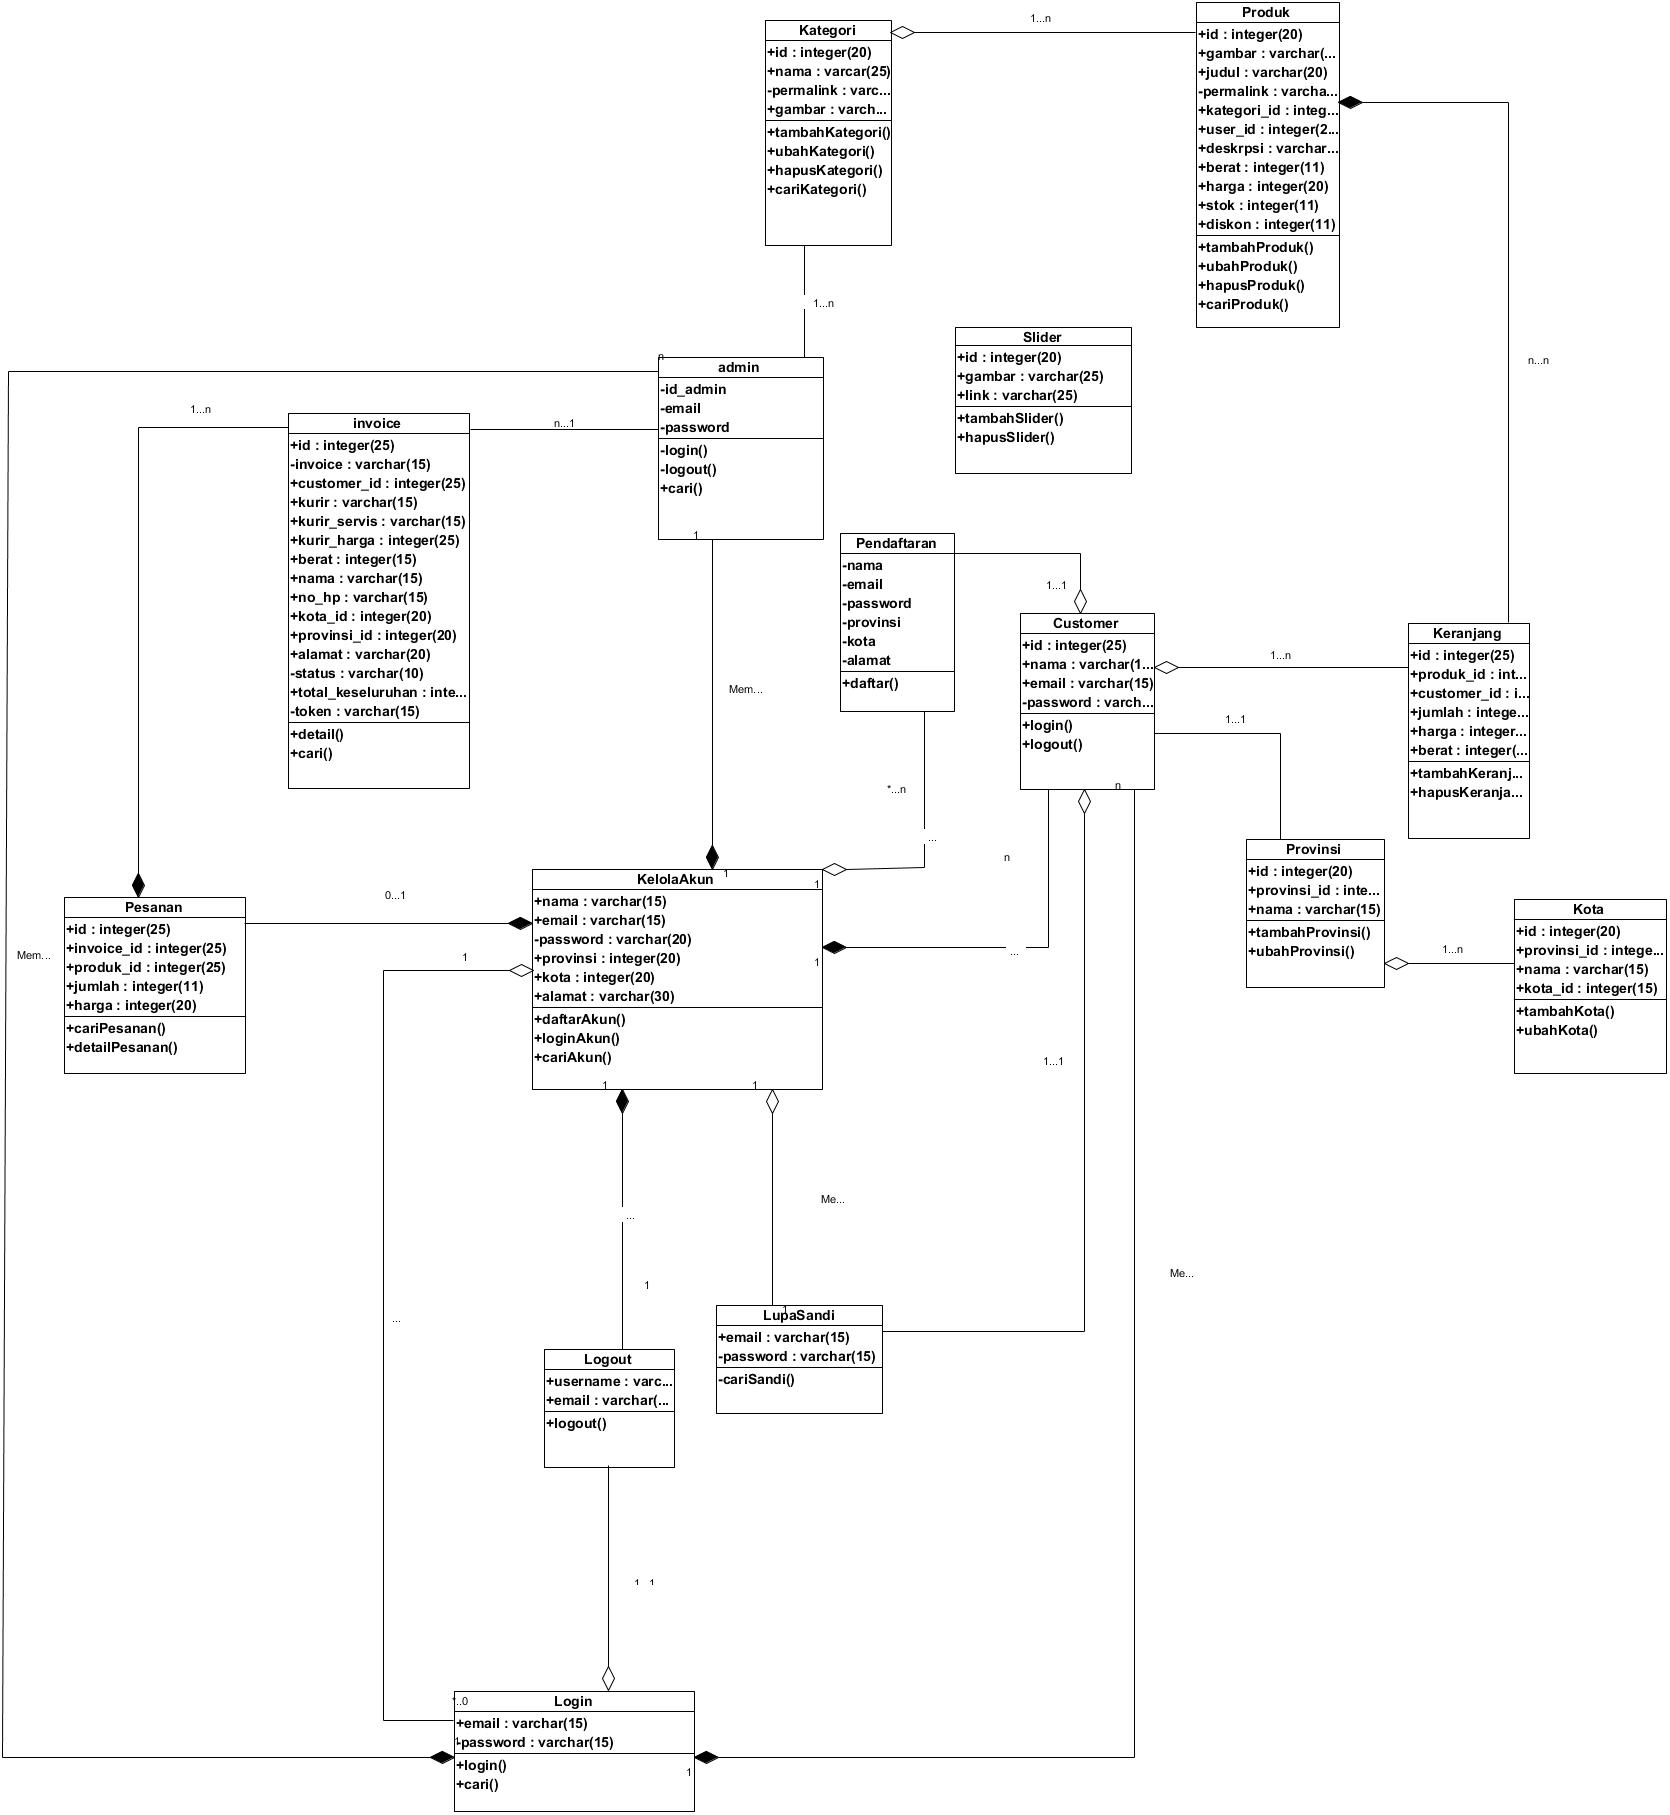 Kategori
+id : integer(20)
+nama : varcar(25)
-permalink : varc...
+gambar : varch...
+tambahKategori()
+ubahKategori()
+hapusKategori()
+cariKategori()
1...n
Produk
+id : integer(20)
+gambar : varchar(...
+judul : varchar(20)
-permalink : varcha...
+kategori_id : integ...
+user_id : integer(2...
+deskrpsi : varchar...
+berat : integer(11)
+harga : integer(20)
+stok : integer(11)
+diskon : integer(11)
+tambahProduk()
+ubahProduk()
+hapusProduk()
+cariProduk()
1...n
n...n
Slider
+id : integer(20)
+gambar : varchar(25)
+link : varchar(25)
+tambahSlider()
+hapusSlider()
n
admin
-id_admin
-email
-password
-login()
-logout()
+cari()
1
1...n
n...1
invoice
+id : integer(25)
-invoice : varchar(15)
+customer_id : integer(25)
+kurir : varchar(15)
+kurir_servis : varchar(15)
+kurir_harga : integer(25)
+berat : integer(15)
+nama : varchar(15)
+no_hp : varchar(15)
+kota_id : integer(20)
+provinsi_id : integer(20)
+alamat : varchar(20)
-status : varchar(10)
+total_keseluruhan : inte...
-token : varchar(15)
+detail()
+cari()
Pendaftaran
-nama
-email
-password
-provinsi
-kota
-alamat
+daftar()
1...1
Customer
+id : integer(25)
+nama : varchar(1...
+email : varchar(15)
-password : varch...
+login()
+logout()
n
1...n
Keranjang
+id : integer(25)
+produk_id : int...
+customer_id : i...
+jumlah : intege...
+harga : integer...
+berat : integer(...
+tambahKeranj...
+hapusKeranja...
Mem...
1...1
*...n
...
n
Provinsi
+id : integer(20)
+provinsi_id : inte...
+nama : varchar(15)
+tambahProvinsi()
+ubahProvinsi()
1...n
Kota
+id : integer(20)
+provinsi_id : intege...
+nama : varchar(15)
+kota_id : integer(15)
+tambahKota()
+ubahKota()
Mem...
Pesanan
+id : integer(25)
+invoice_id : integer(25)
+produk_id : integer(25)
+jumlah : integer(11)
+harga : integer(20)
+cariPesanan()
+detailPesanan()
0...1
1
1
1
KelolaAkun
+nama : varchar(15)
+email : varchar(15)
-password : varchar(20)
+provinsi : integer(20)
+kota : integer(20)
+alamat : varchar(30)
+daftarAkun()
+loginAkun()
+cariAkun()
1
1
1
...
1...1
Me...
...
Me...
1
...
1
LupaSandi
+email : varchar(15)
-password : varchar(15)
-cariSandi()
Logout
+username : varc...
+email : varchar(...
+logout()
1...1
*..0
Login
+email : varchar(15)
-password : varchar(15)
1
+login()
+cari()
1